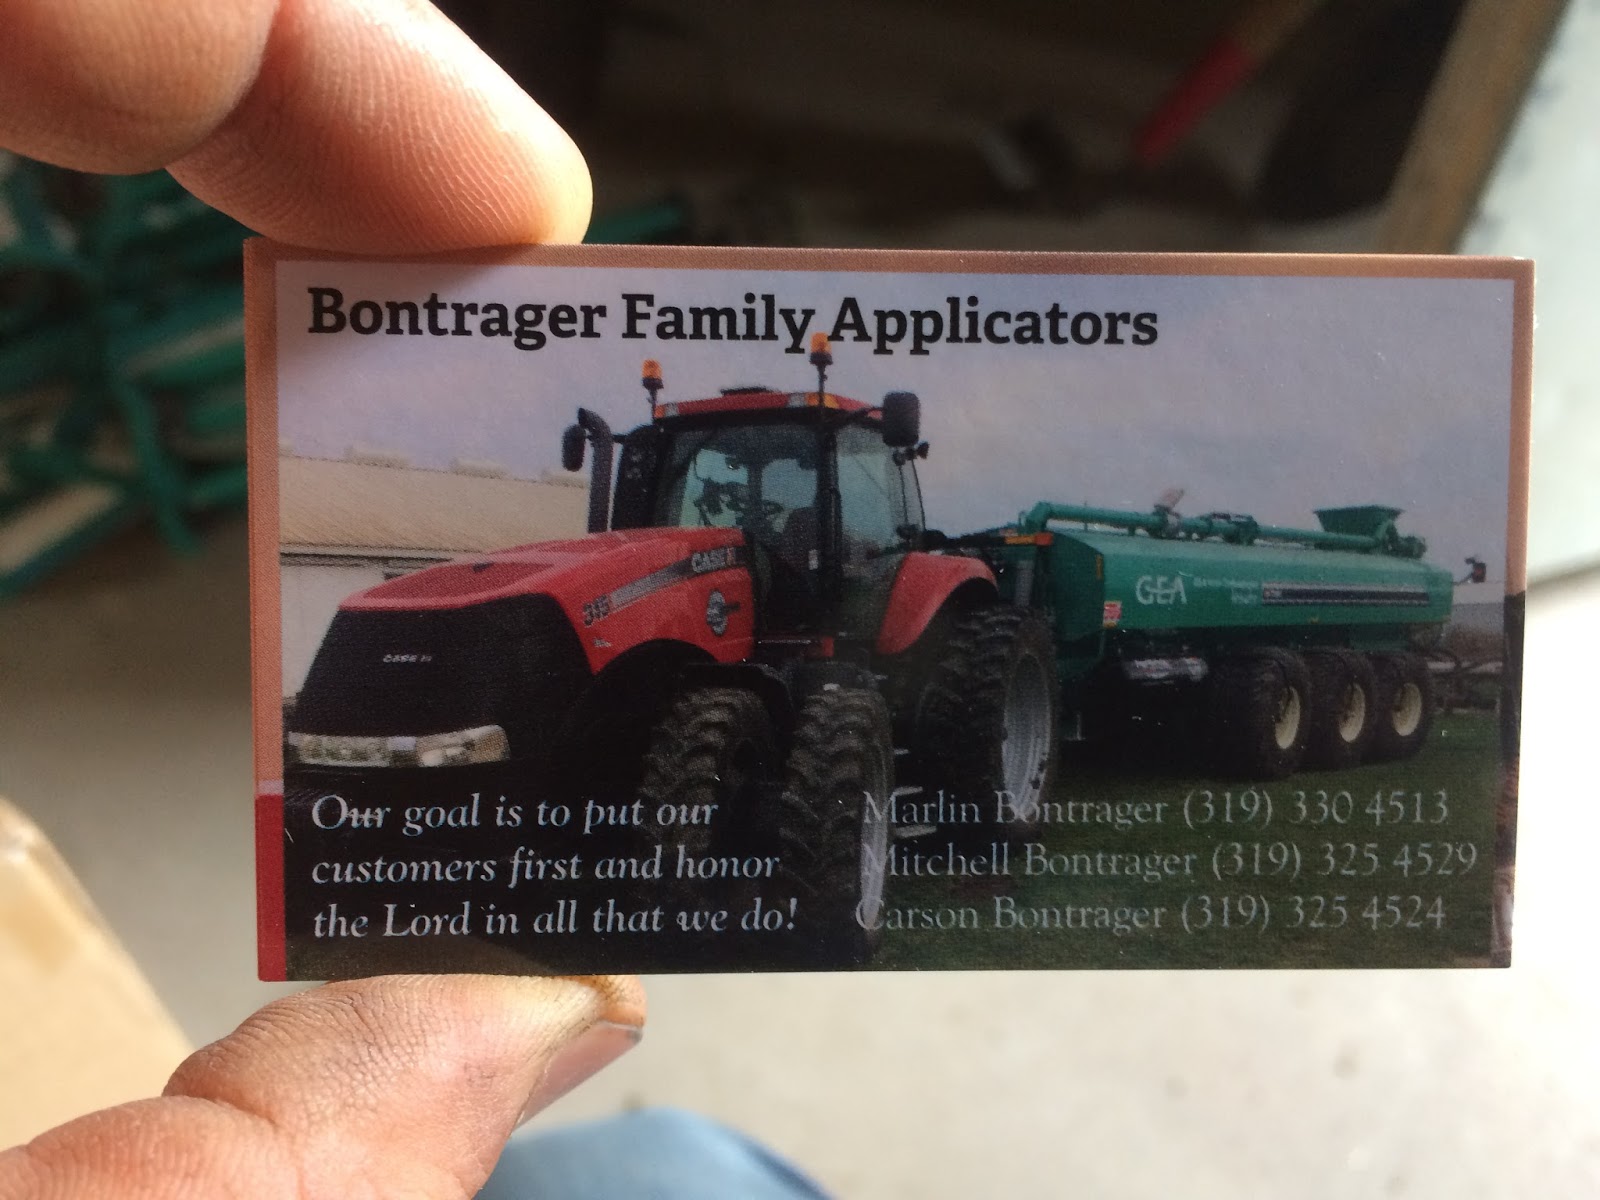 Bontrager Family Applicators
CASE I
315
CASE IH
GEA
Our goal is to put our
customers first and honor
the Lord in all that we do!
Marlin Bontrager (319) 330 4513
Mitchell Bontrager (319) 325 4529
Carson Bontrager (319) 325 4524